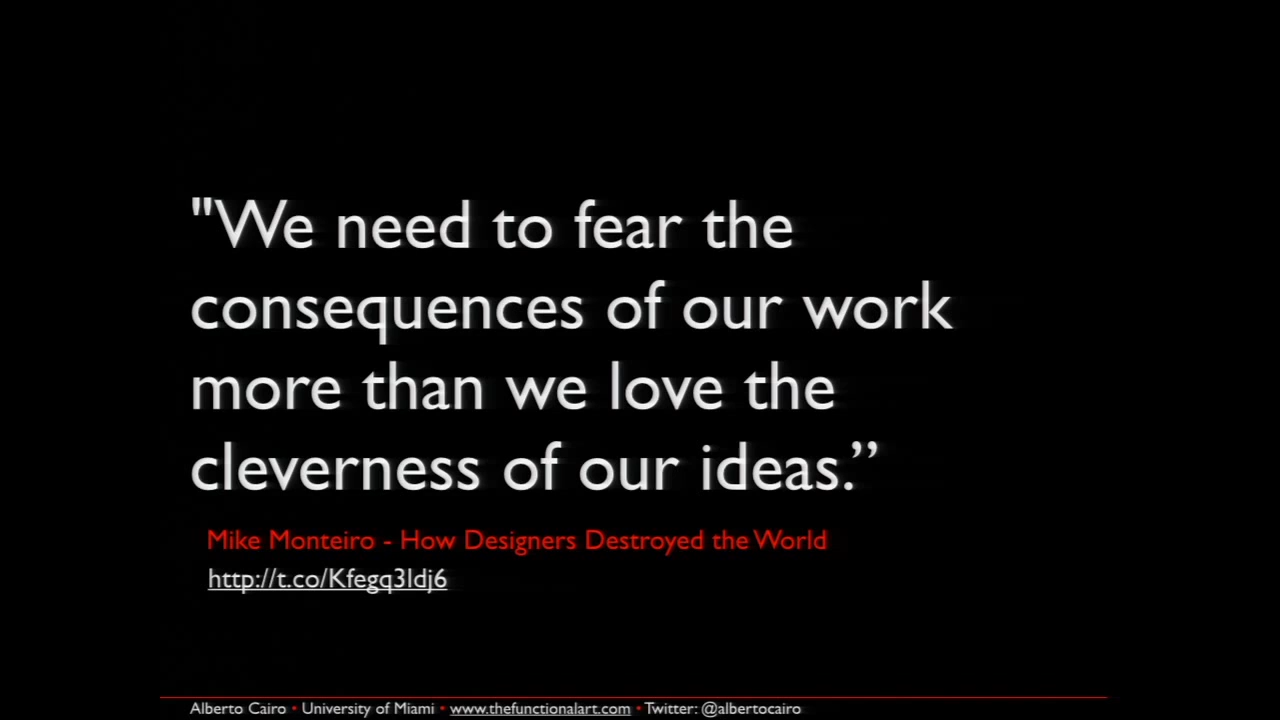 "We need to fear the
consequences of our work
more than we love the
cleverness of our ideas.”
Mike Monteiro - How Designers Destroyed the World
http://t.co/Kfegq3Idj6
Alberto Cairo • University of Miami • www.thefunctionalart.com • Twitter: @albertocairo